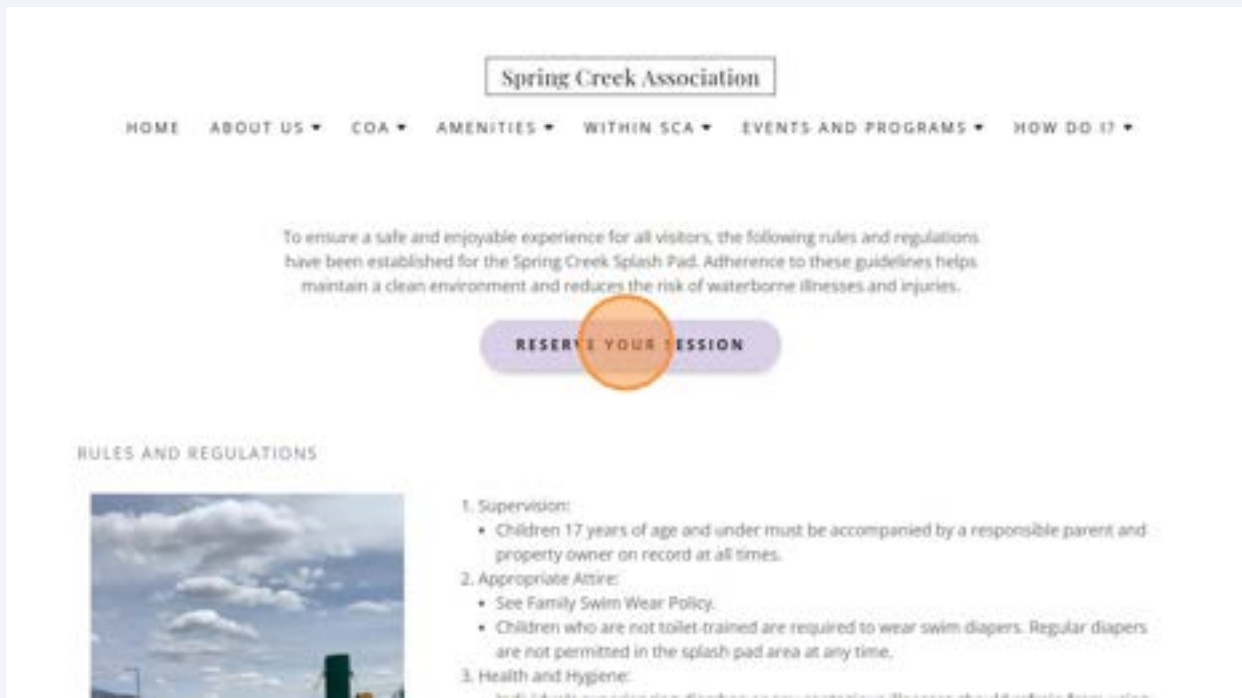 Spring Creek Association
HOME ABOUT US COA AMENITIES WITHIN SCA EVENTS AND PROGRAMS HOW DO I?
To ensure a safe and enjoyable experience for all visitors, the following rules and regulations
have been established for the Spring Creek Splash Pad. Adherence to these guidelines helps
maintain a clean environment and reduces the risk of waterborne illnesses and injuries.
RESERVE YOUR SESSION
RULES AND REGULATIONS
1. Supervision:
• Children 17 years of age and under must be accompanied by a responsible parent and
property owner on record at all times.
2. Appropriate Attire:
• See Family Swim Wear Policy.
• Children who are not toilet-trained are required to wear swim diapers. Regular diapers
are not permitted in the splash pad area at any time.
3. Health and Hygiene: